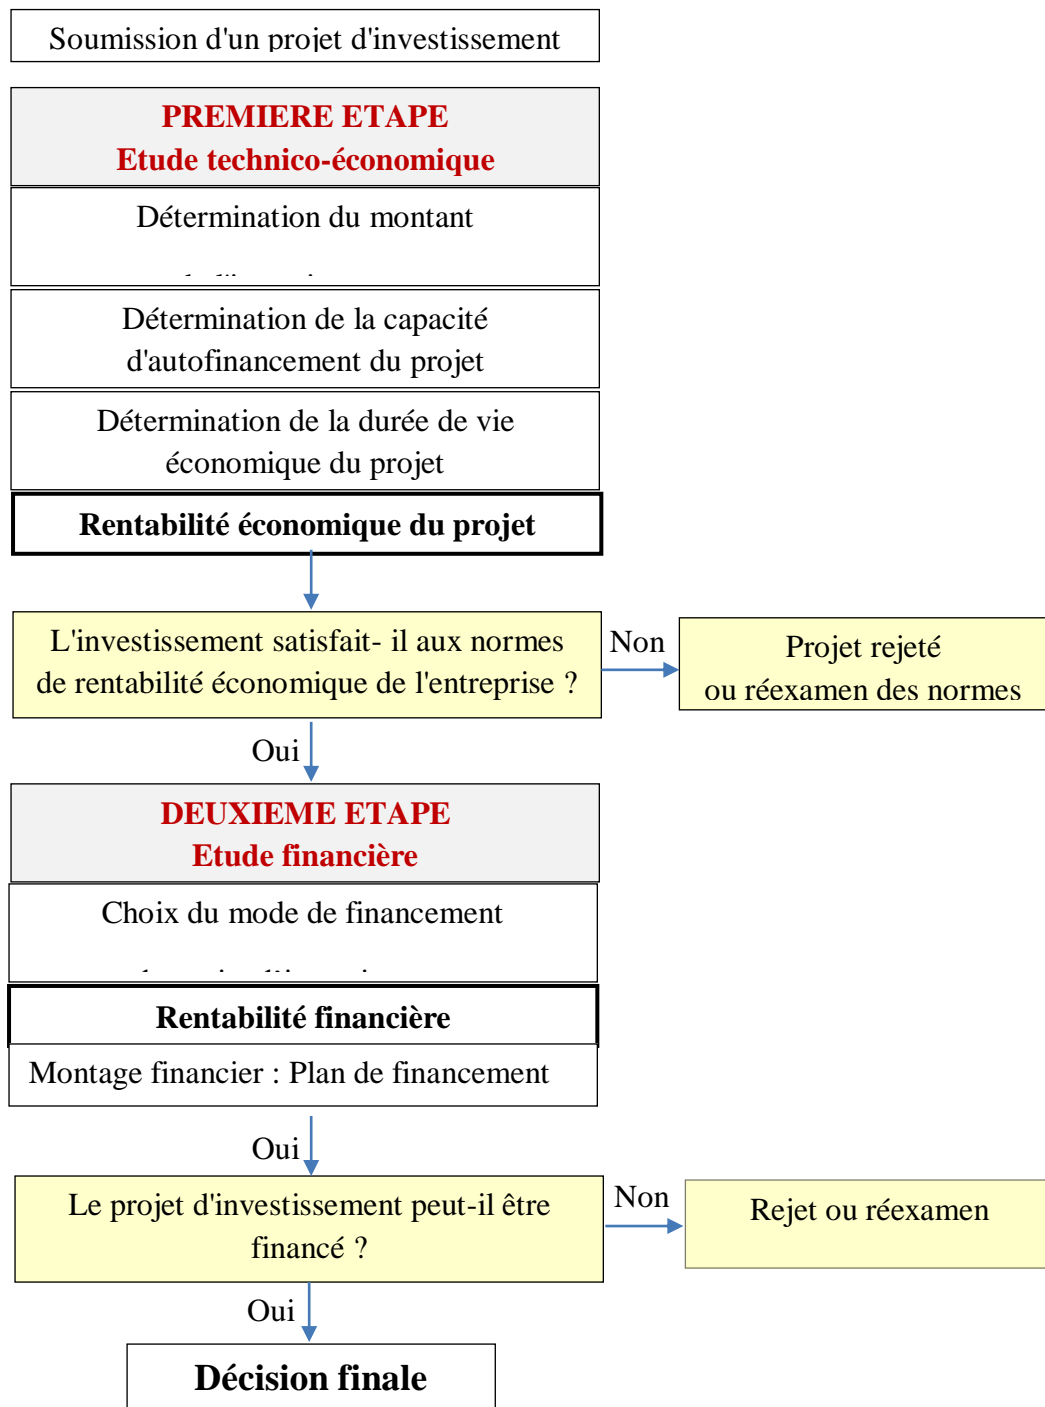 Soumission d'un projet d'investissement
PREMIERE ETAPE
Etude technico-économique
Détermination du montant
Détermination de la capacité
d'autofinancement du projet
Détermination de la durée de vie
économique du projet
Rentabilité économique du projet
L'investissement satisfait- il aux normes
de rentabilité économique de l'entreprise ?
Non
Projet rejeté
ou réexamen des normes
Oui
DEUXIEME ETAPE
Etude financière
Choix du mode de financement
Rentabilité financière
Montage financier : Plan de financement
Oui
Le projet d'investissement peut-il être
financé ?
Non
Rejet ou réexamen
Oui
Décision finale